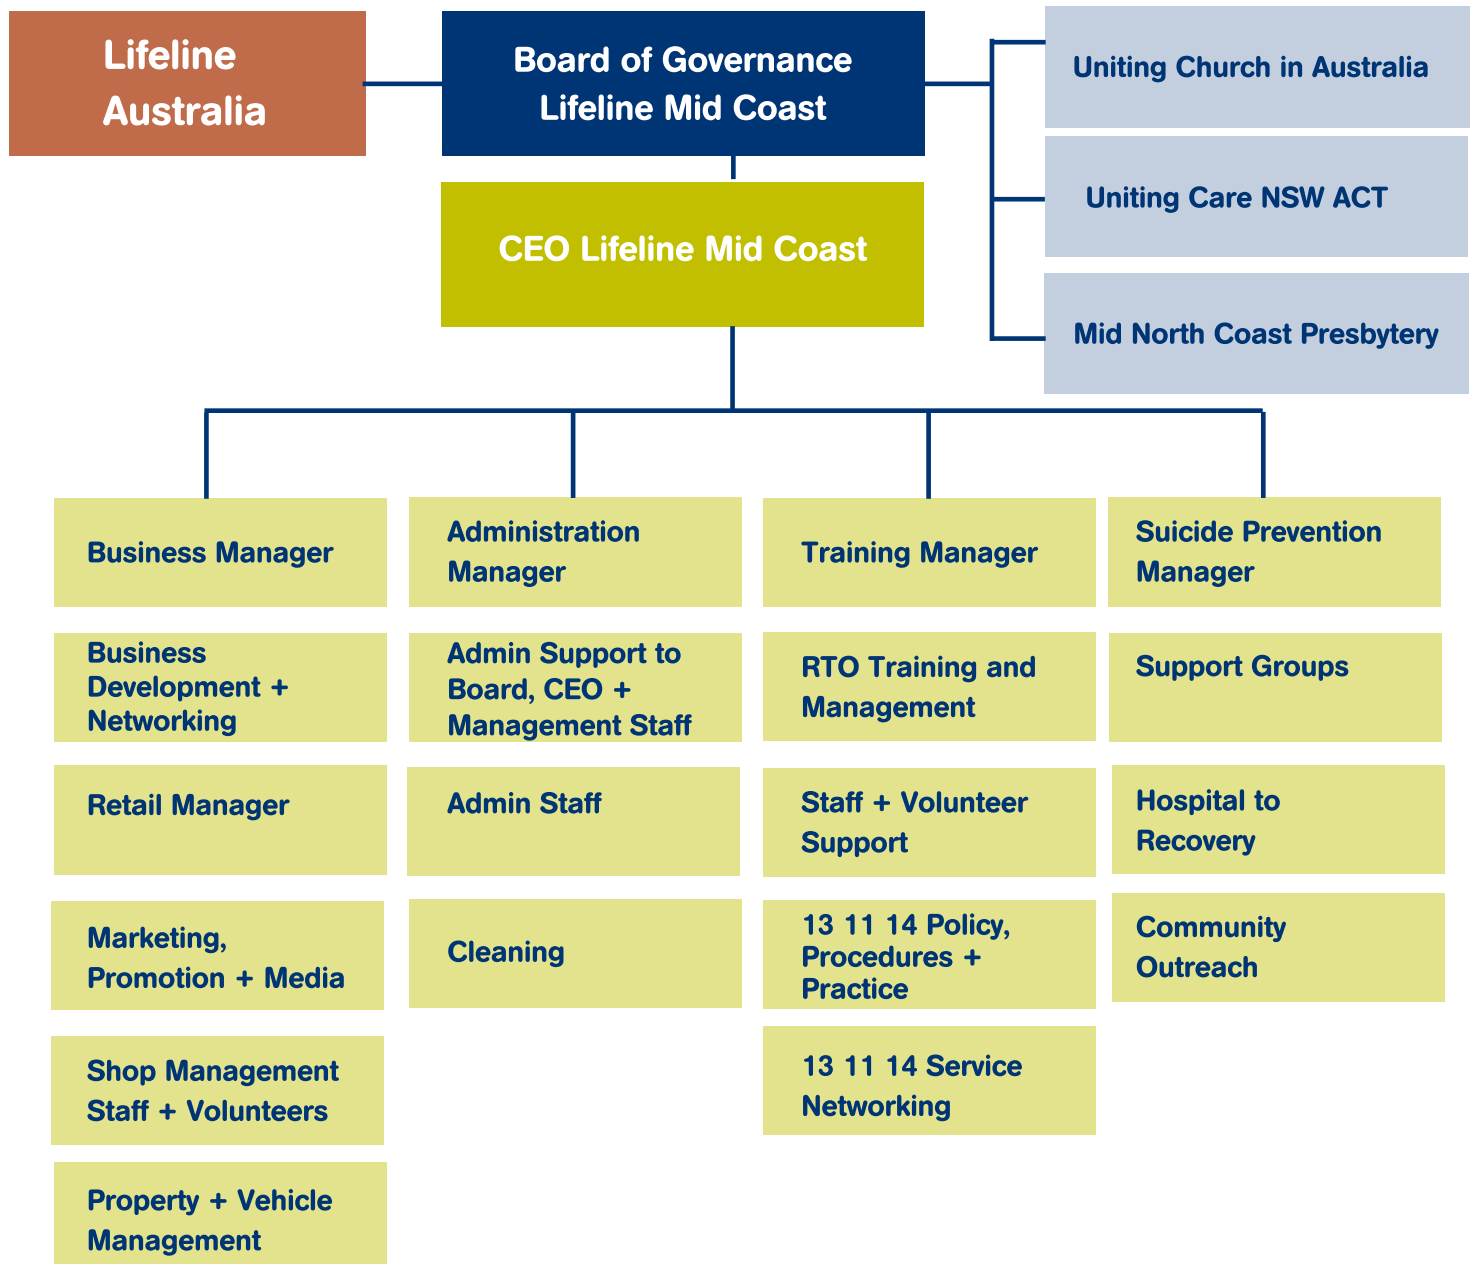 Lifeline
Australia
Board of Governance
Lifeline Mid Coast
Uniting Church in Australia
Uniting Care NSW ACT
Mid North Coast Presbytery
CEO Lifeline Mid Coast
Business Manager
Business
Development +
Networking
Retail Manager
Marketing,
Promotion + Media
Shop Management
Staff + Volunteers
Property + Vehicle
Management
Administration
Manager
Admin Support to
Board, CEO +
Management Staff
Admin Staff
Cleaning
Training Manager
RTO Training and
Management
Staff + Volunteer
Support
13 11 14 Policy,
Procedures +
Practice
13 11 14 Service
Networking
Suicide Prevention
Manager
Support Groups
Hospital to
Recovery
Community
Outreach